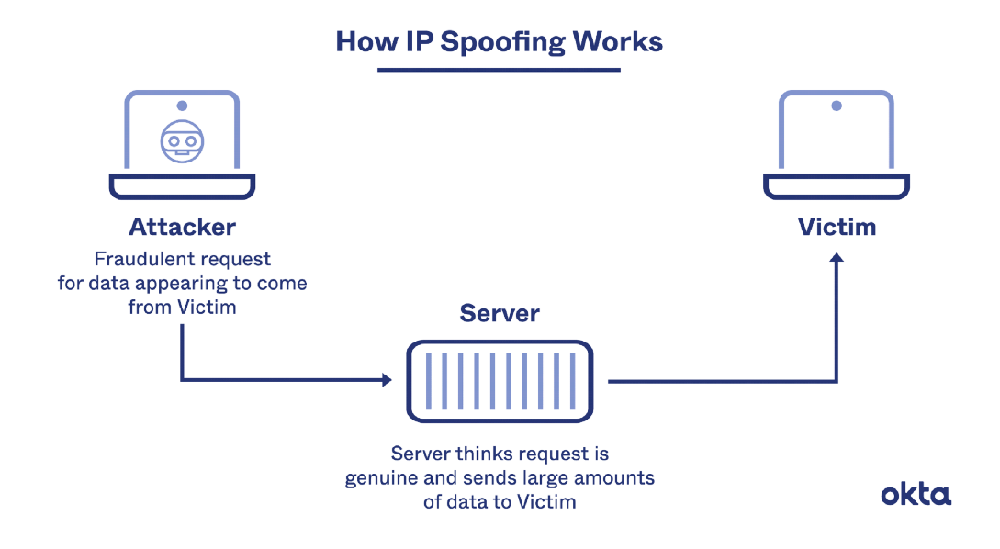 How IP Spoofing Works
Attacker
Fraudulent request
for data appearing to come
from Victim
Victim
Server
Server thinks request is
genuine and sends large amounts
of data to Victim
okta